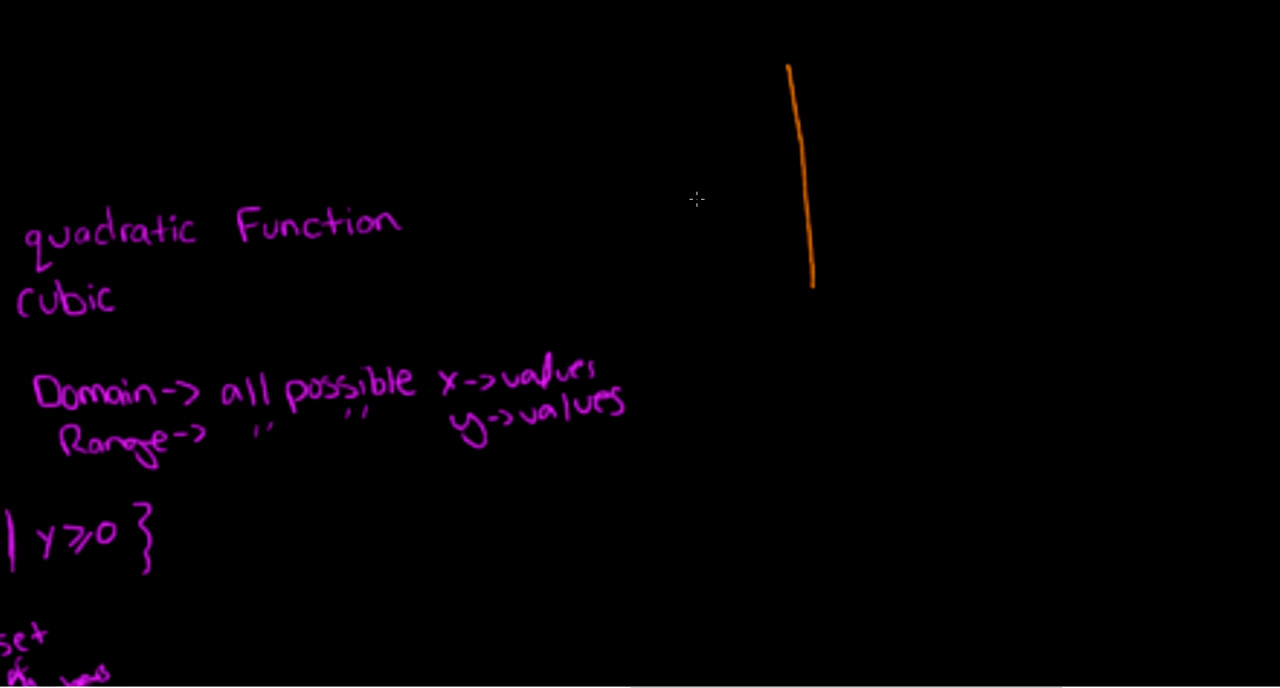 quadratic Function
cubic
Domain-> all possible x->values
Range-> " " y->values
| y⩾0 }
set